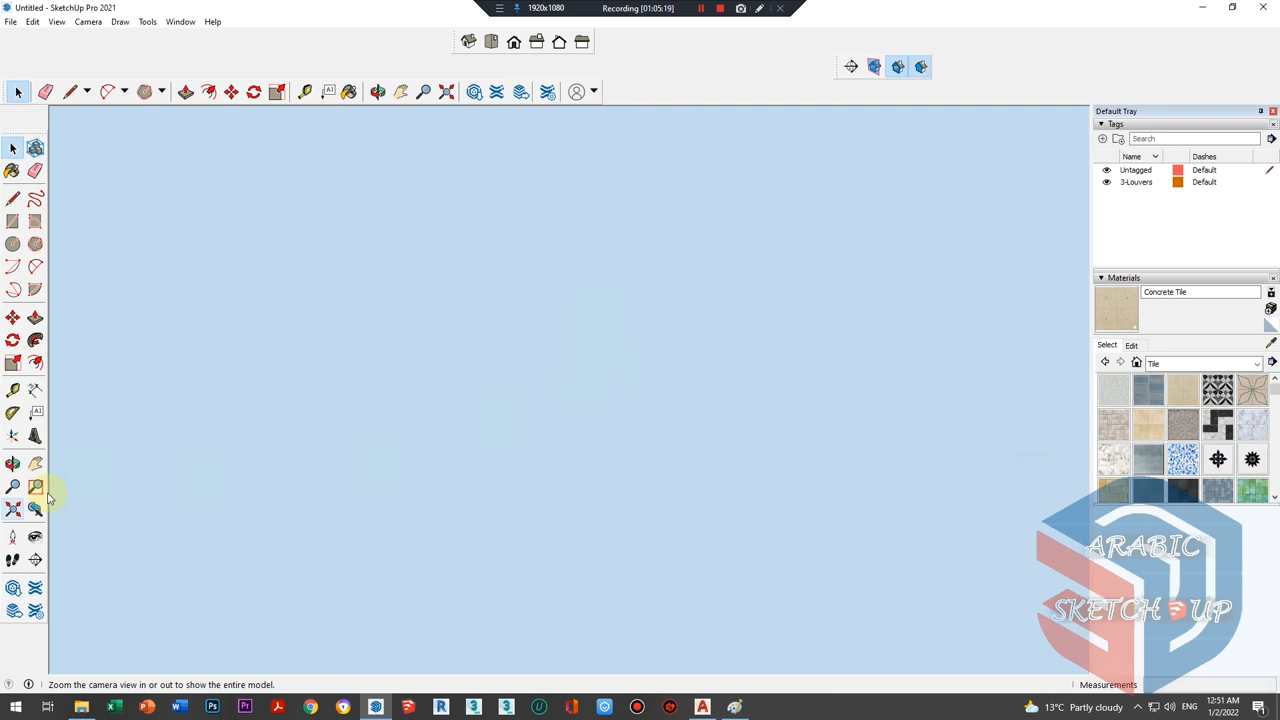 Untitled - SketchUp Pro 2021
1920x1080
Recording [01:05:19]
File Edit View Camera Draw Tools Window Help
Default Tray
Tags
Search
Name Dashes
Untagged Default
3-Louvers Default
Materials
Concrete Tile
Select Edit
Tile
ARABIC
SKETCH UP
Zoom the camera view in or out to show the entire model.
Measurements
13°C Partly cloudy
12:51 AM
1/2/2022